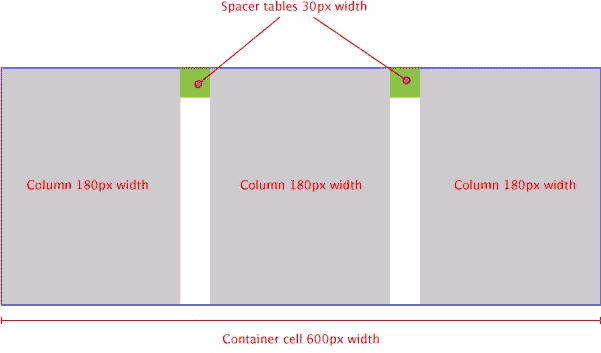 Spacer tables 30px width
Column 180px width
Column 180px width
Column 180px width
Container cell 600px width